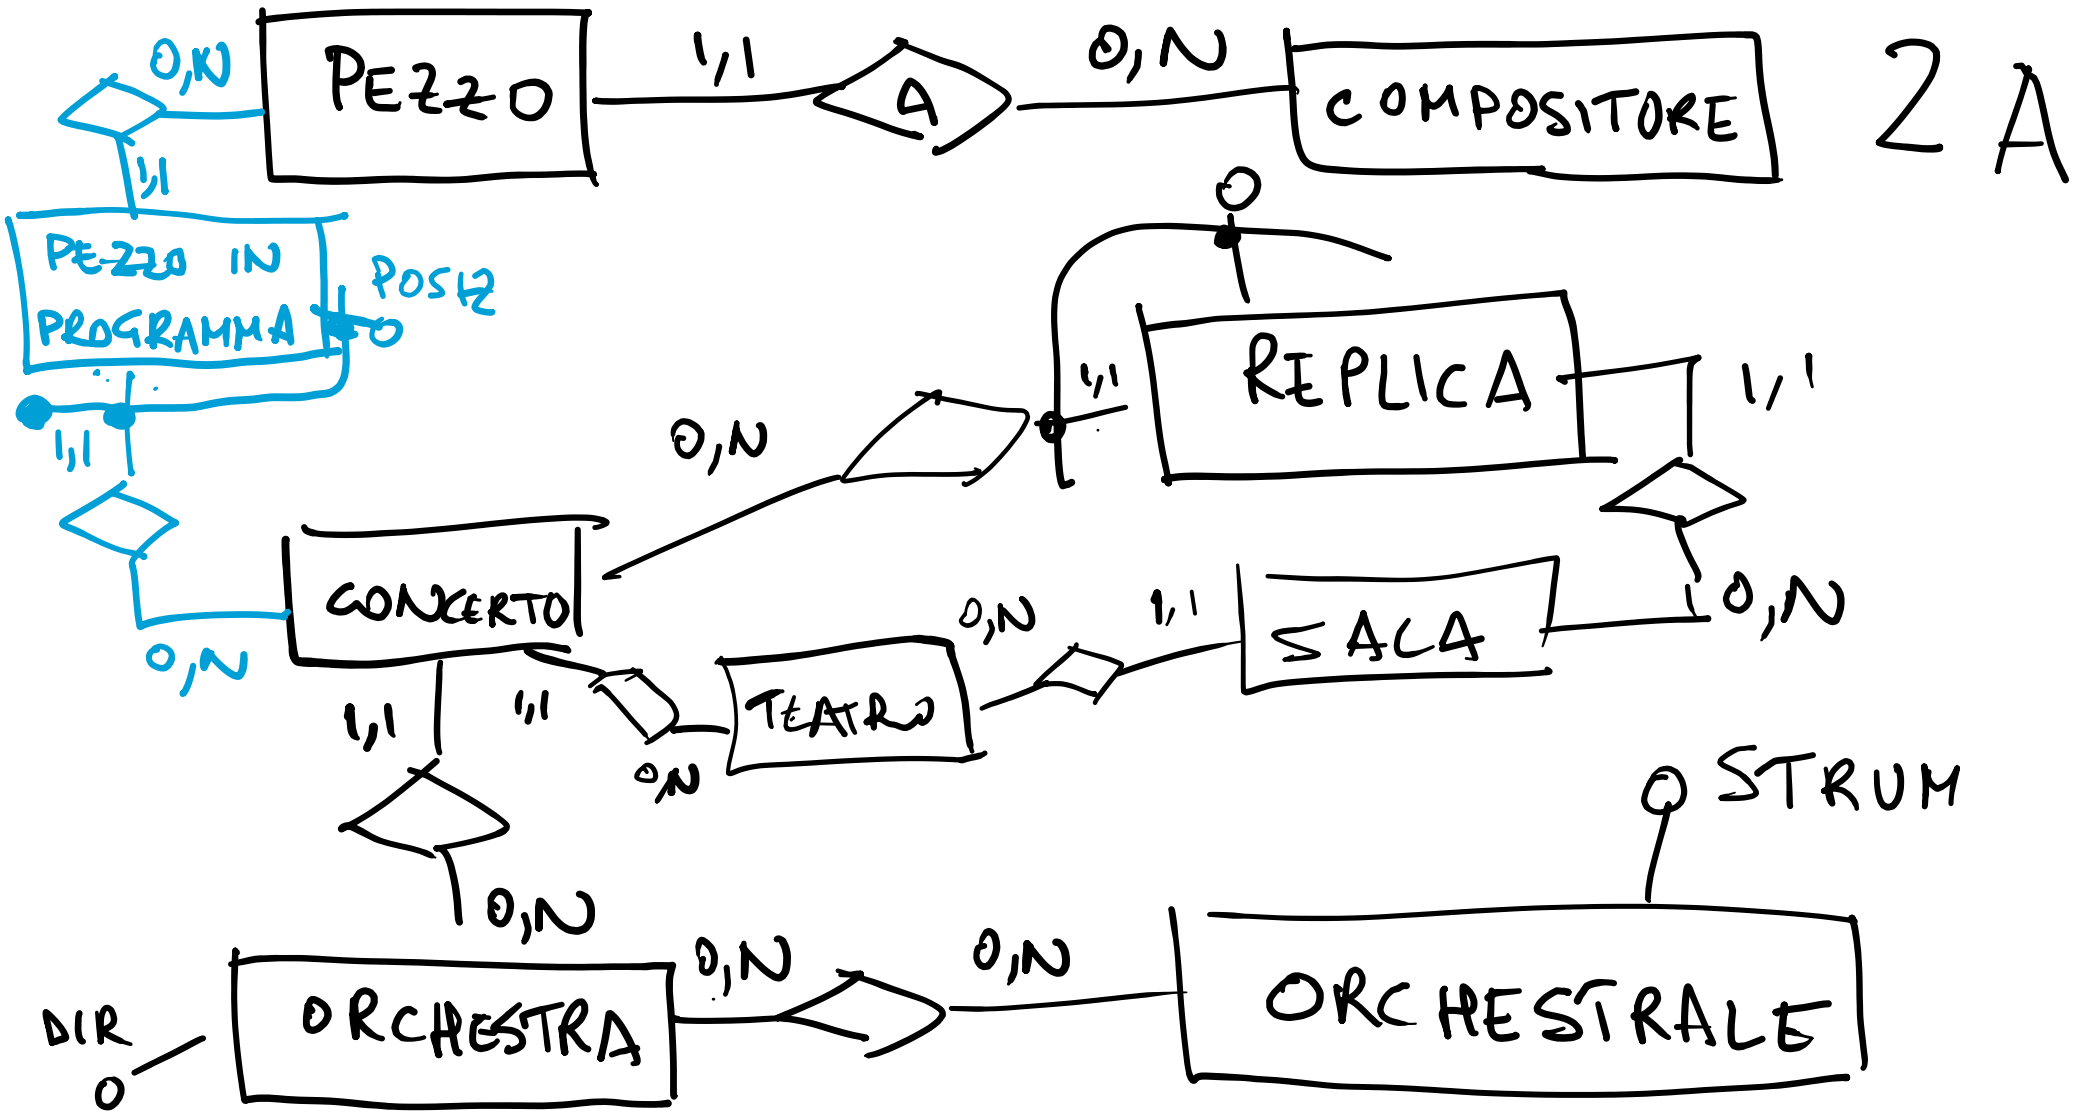 0,N
PEZZO
1,1
A
0,N
COMPOSITORE
2A
1,1
PEZZO IN
PROGRAMMA
POSIZ
REPLICA
1,1
1,1
0,N
1,1
CONCERTO
0,N
0,N
1,1
SALA
0,N
1,1
1,1
TEATRO
0,N
STRUM
0,N
ORCHESTRA
0,N
0,N
ORCHESTRALE
DIR